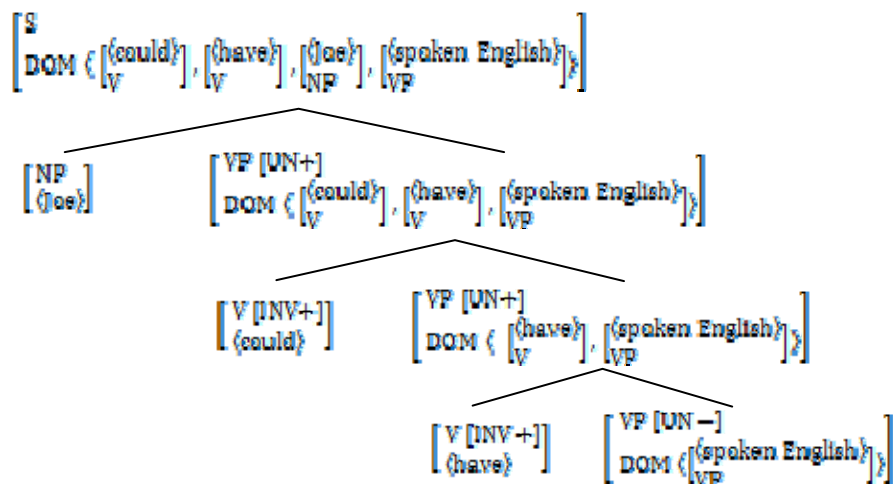 S
DOM ⟨ [⟨could⟩ V], [⟨have⟩ V], [⟨Joe⟩ NP], [⟨spoken English⟩ VP]⟩
NP
⟨Joe⟩
VP [UN+]
DOM ⟨ [⟨could⟩ V], [⟨have⟩ V], [⟨spoken English⟩ VP]⟩
V [INV+]
⟨could⟩
VP [UN+]
DOM ⟨ [⟨have⟩ V], [⟨spoken English⟩ VP]⟩
V [INV+]
⟨have⟩
VP [UN−]
DOM ⟨[⟨spoken English⟩ VP]⟩